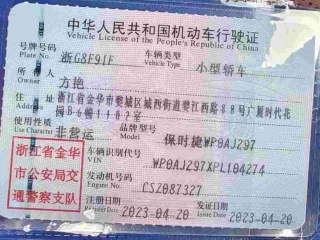 中华人民共和国机动车行驶证
Vehicle License of the People's Republic of China
号牌号码 浙G8F91F 车辆类型 小型轿车
Plate No. Vehicle Type
所有人 方艳
Owner
住址 浙江省金华市婺城区城西街道婺江西路88号广厦时代花
Address 园B6幢1102室
使用性质 非营运 品牌型号 保时捷WP0AJ297
Use Character Model
浙江省金华
市公安局交
通警察支队
车辆识别代号 WP0AJ297XPL104274
VIN
发动机号码 CSZ087327
Engine No.
注册日期 2023-04-20 发证日期 2023-04-20
Register Date Issue Date